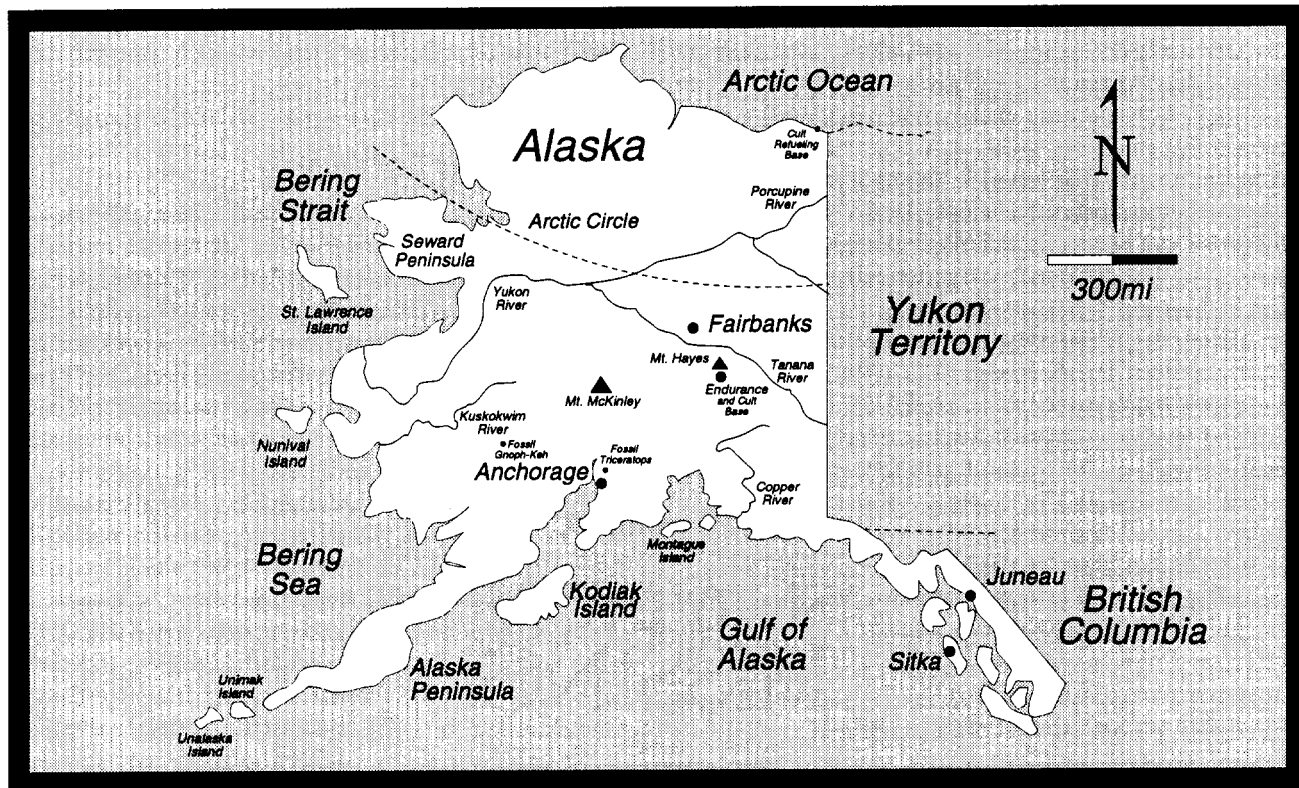 Arctic Ocean
Alaska
Cult
Refueling
Base
N
Bering
Strait
Porcupine
River
Arctic Circle
Seward
Peninsula
300mi
St. Lawrence
Island
Yukon
River
Yukon
Territory
Fairbanks
Mt. Hayes
Tanana
River
Endurance
and Cult
Base
Mt. McKinley
Kuskokwim
River
Nunival
Island
Fossil
Gnoph-Keh
Fossil
Triceratops
Anchorage
Copper
River
Montague
Island
Bering
Sea
Kodiak
Island
Juneau
British
Columbia
Gulf of
Alaska
Sitka
Alaska
Peninsula
Unimak
Island
Unalaska
Island